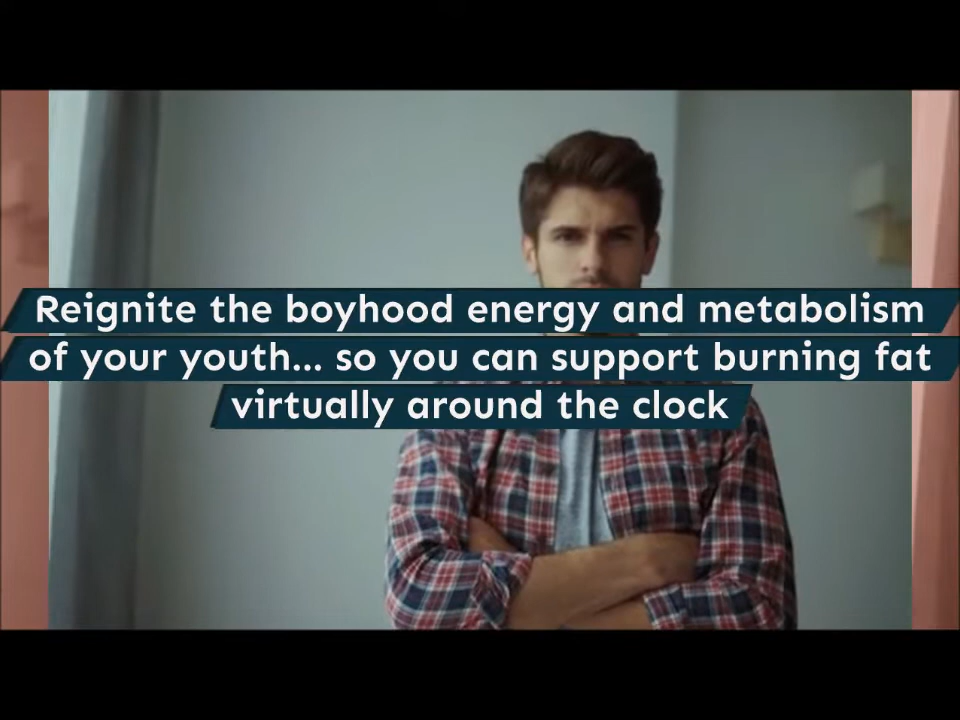 Reignite the boyhood energy and metabolism
of your youth... so you can support burning fat
virtually around the clock